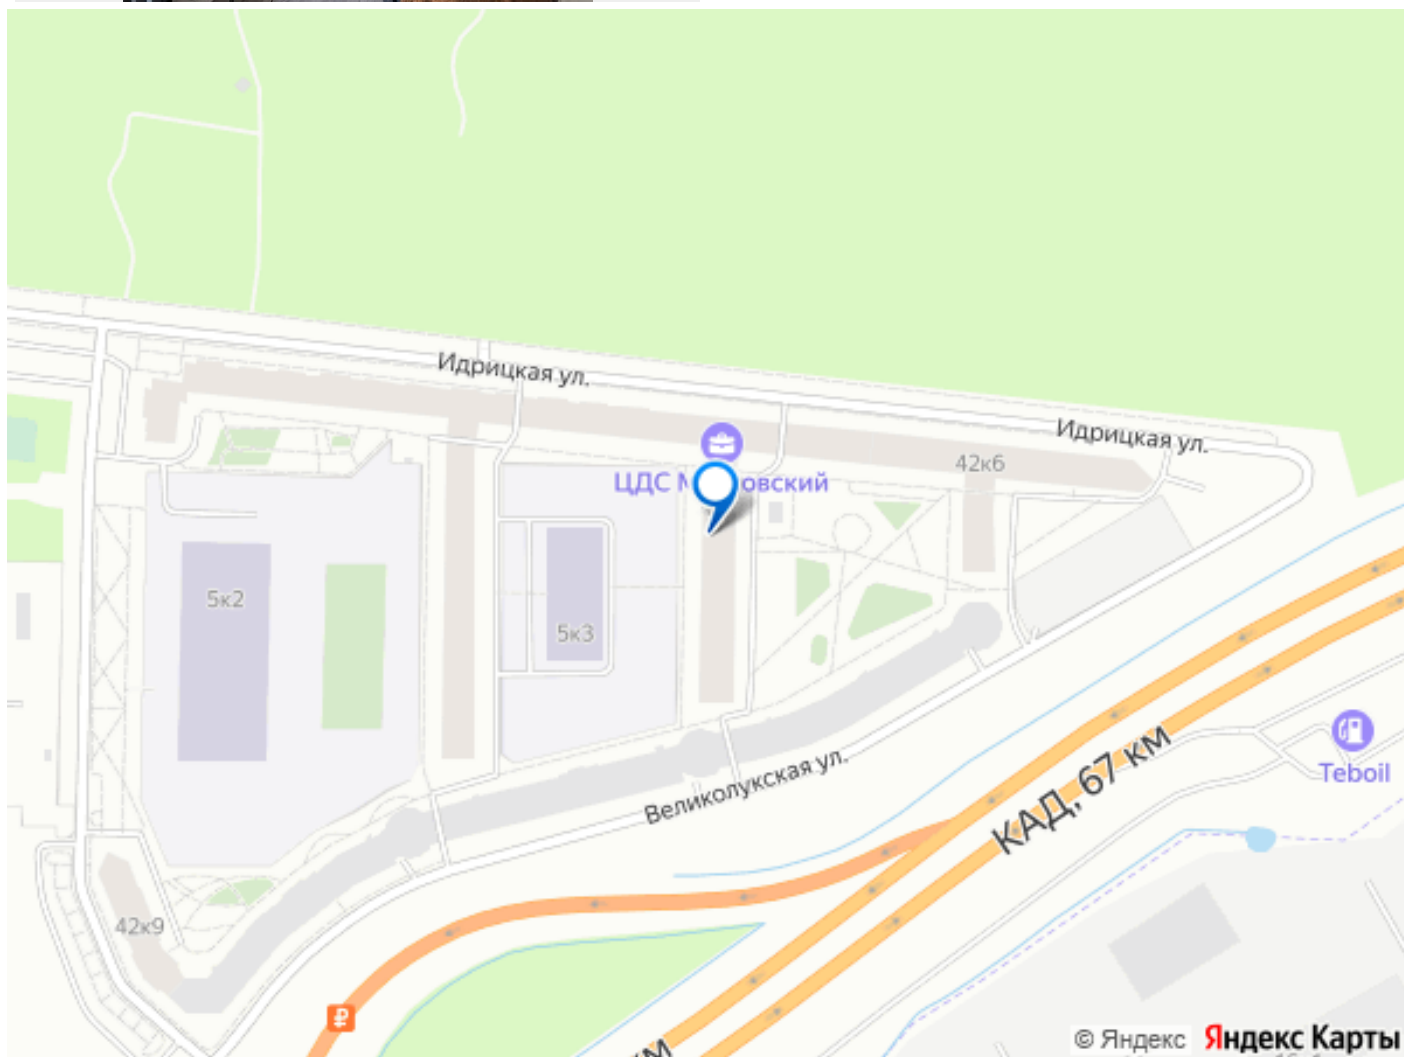 Идрицкая ул.
Идрицкая ул.
42к6
ЦДС М
овский
5к2
5к3
Великолукская ул.
КАД, 67 км
Teboil
42к9
₽
км
© Яндекс Яндекс Карты